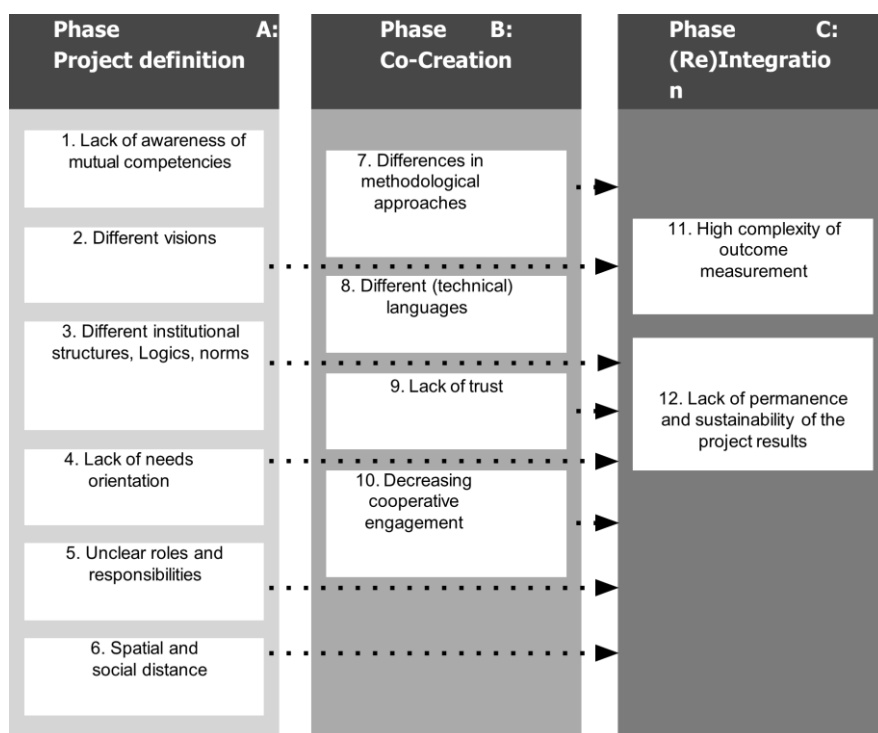 Phase A:
Project definition
1. Lack of awareness of
mutual competencies
2. Different visions
3. Different institutional
structures, Logics, norms
4. Lack of needs
orientation
5. Unclear roles and
responsibilities
6. Spatial and
social distance
Phase B:
Co-Creation
7. Differences in
methodological
approaches
8. Different (technical)
languages
9. Lack of trust
10. Decreasing
cooperative
engagement
Phase C:
(Re)Integratio
n
11. High complexity of
outcome
measurement
12. Lack of permanence
and sustainability of the
project results